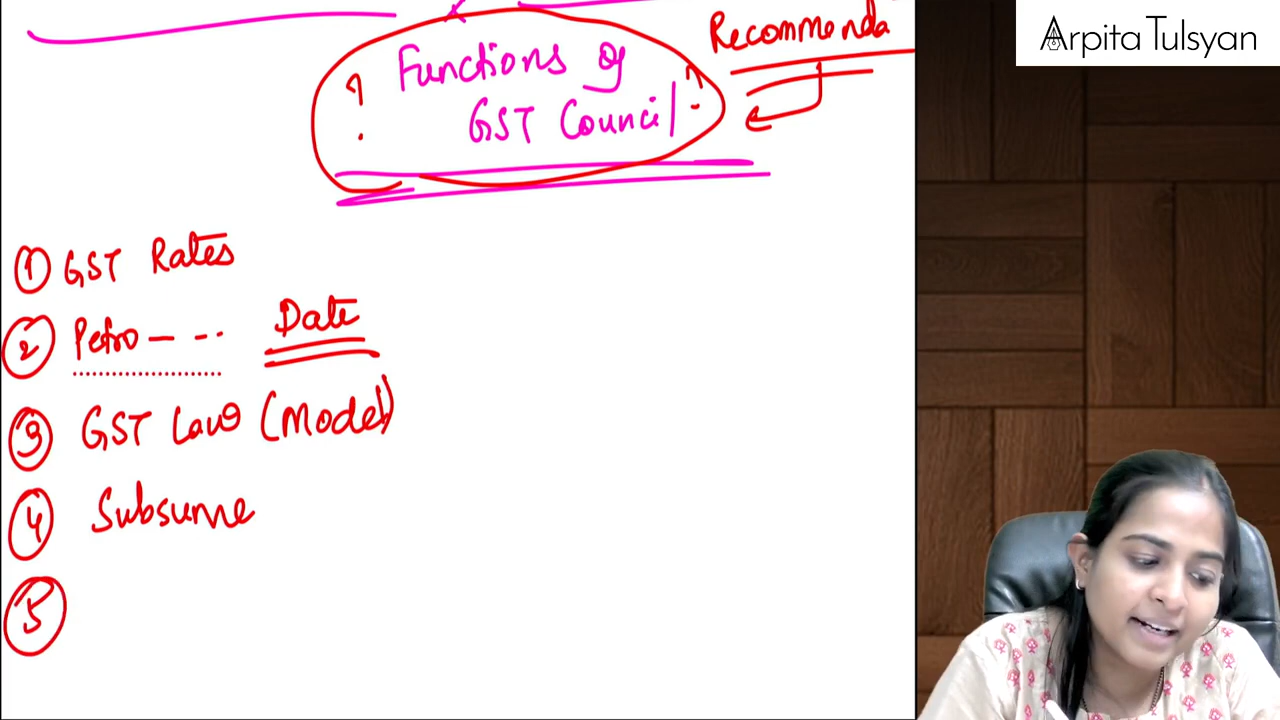 Arpita Tulsyan
Recommenda
? Functions of
GST Council ?
① GST Rates
② Petro - - .. Date
③ GST Law (Model)
④ Subsume
⑤